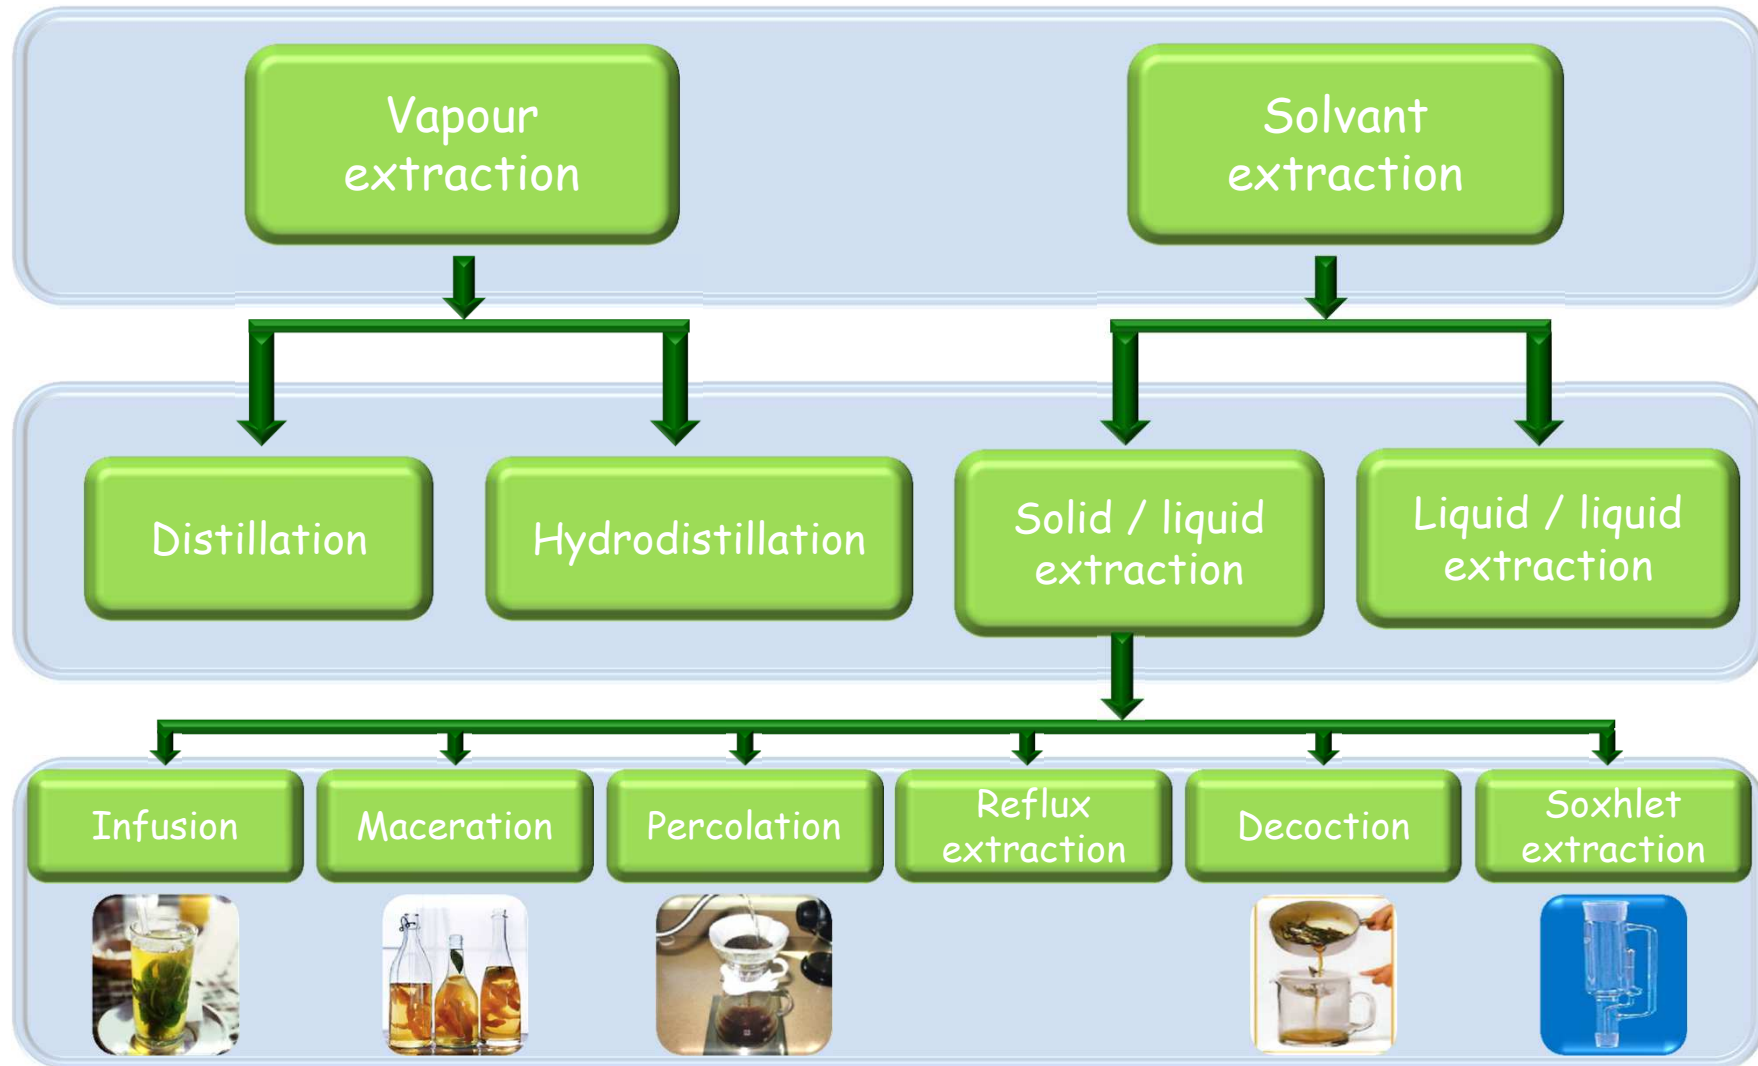 Vapour
extraction
Solvant
extraction
Distillation
Hydrodistillation
Solid / liquid
extraction
Liquid / liquid
extraction
Infusion
Maceration
Percolation
Reflux
extraction
Decoction
Soxhlet
extraction